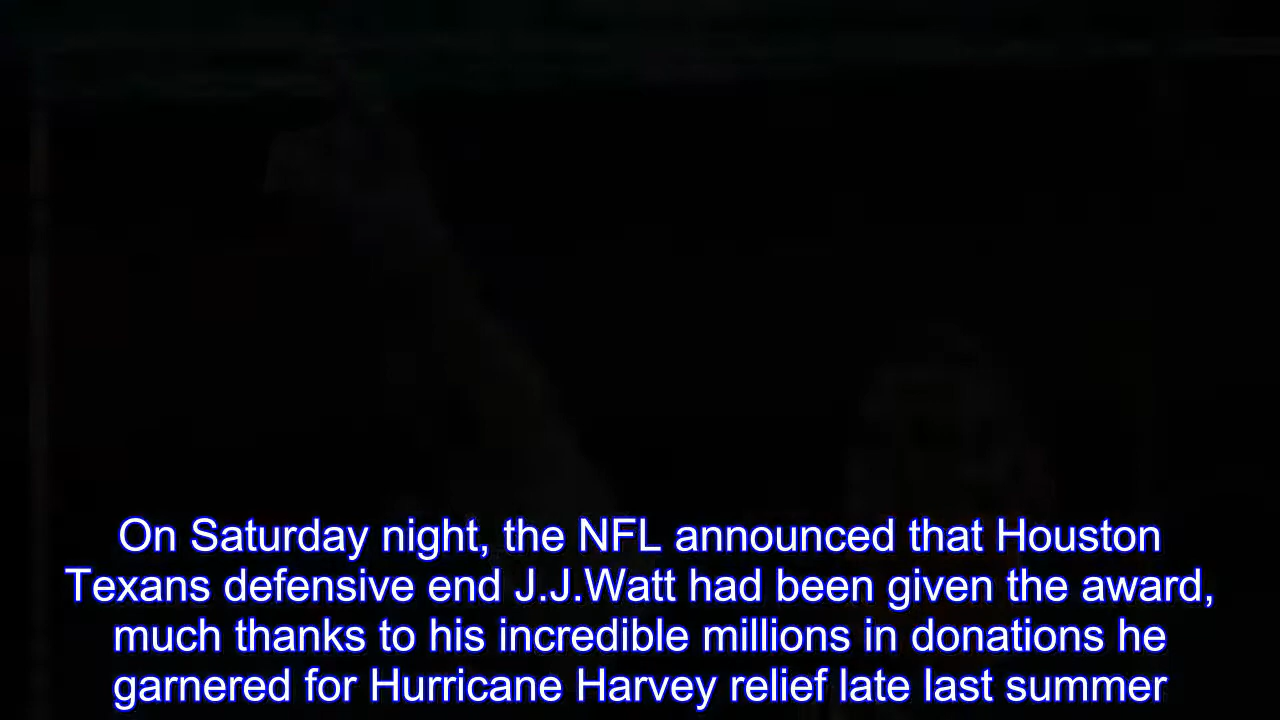 On Saturday night, the NFL announced that Houston
Texans defensive end J.J.Watt had been given the award,
much thanks to his incredible millions in donations he
garnered for Hurricane Harvey relief late last summer